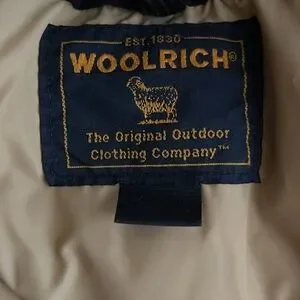 EST. 1830
WOOLRICH®
The Original Outdoor
Clothing Company™